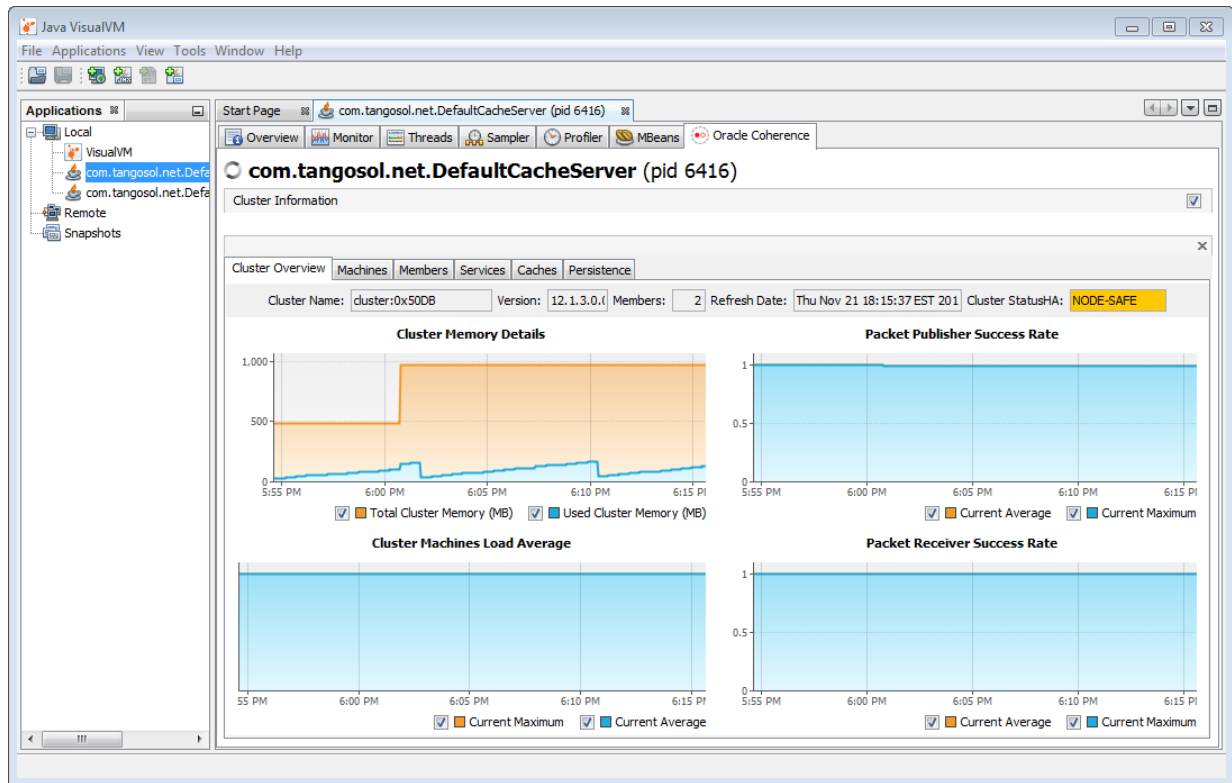 Java VisualVM
File Applications View Tools Window Help
Applications
Local
VisualVM
com.tangosol.net.Defa
com.tangosol.net.Defa
Remote
Snapshots
Start Page com.tangosol.net.DefaultCacheServer (pid 6416)
Overview Monitor Threads Sampler Profiler MBeans Oracle Coherence
com.tangosol.net.DefaultCacheServer (pid 6416)
Cluster Information
Cluster Overview Machines Members Services Caches Persistence
Cluster Name: cluster:0x50DB Version: 12.1.3.0.( Members: 2 Refresh Date: Thu Nov 21 18:15:37 EST 201 Cluster StatusHA: NODE-SAFE
Cluster Memory Details
1,000
500
0
5:55 PM 6:00 PM 6:05 PM 6:10 PM 6:15 PI
Total Cluster Memory (MB) Used Cluster Memory (MB)
Packet Publisher Success Rate
1
0.5
0
5:55 PM 6:00 PM 6:05 PM 6:10 PM 6:15 PI
Current Average Current Maximum
Cluster Machines Load Average
55 PM 6:00 PM 6:05 PM 6:10 PM 6:15 PI
Current Maximum Current Average
Packet Receiver Success Rate
1
0.5
0
5:55 PM 6:00 PM 6:05 PM 6:10 PM 6:15 PI
Current Average Current Maximum